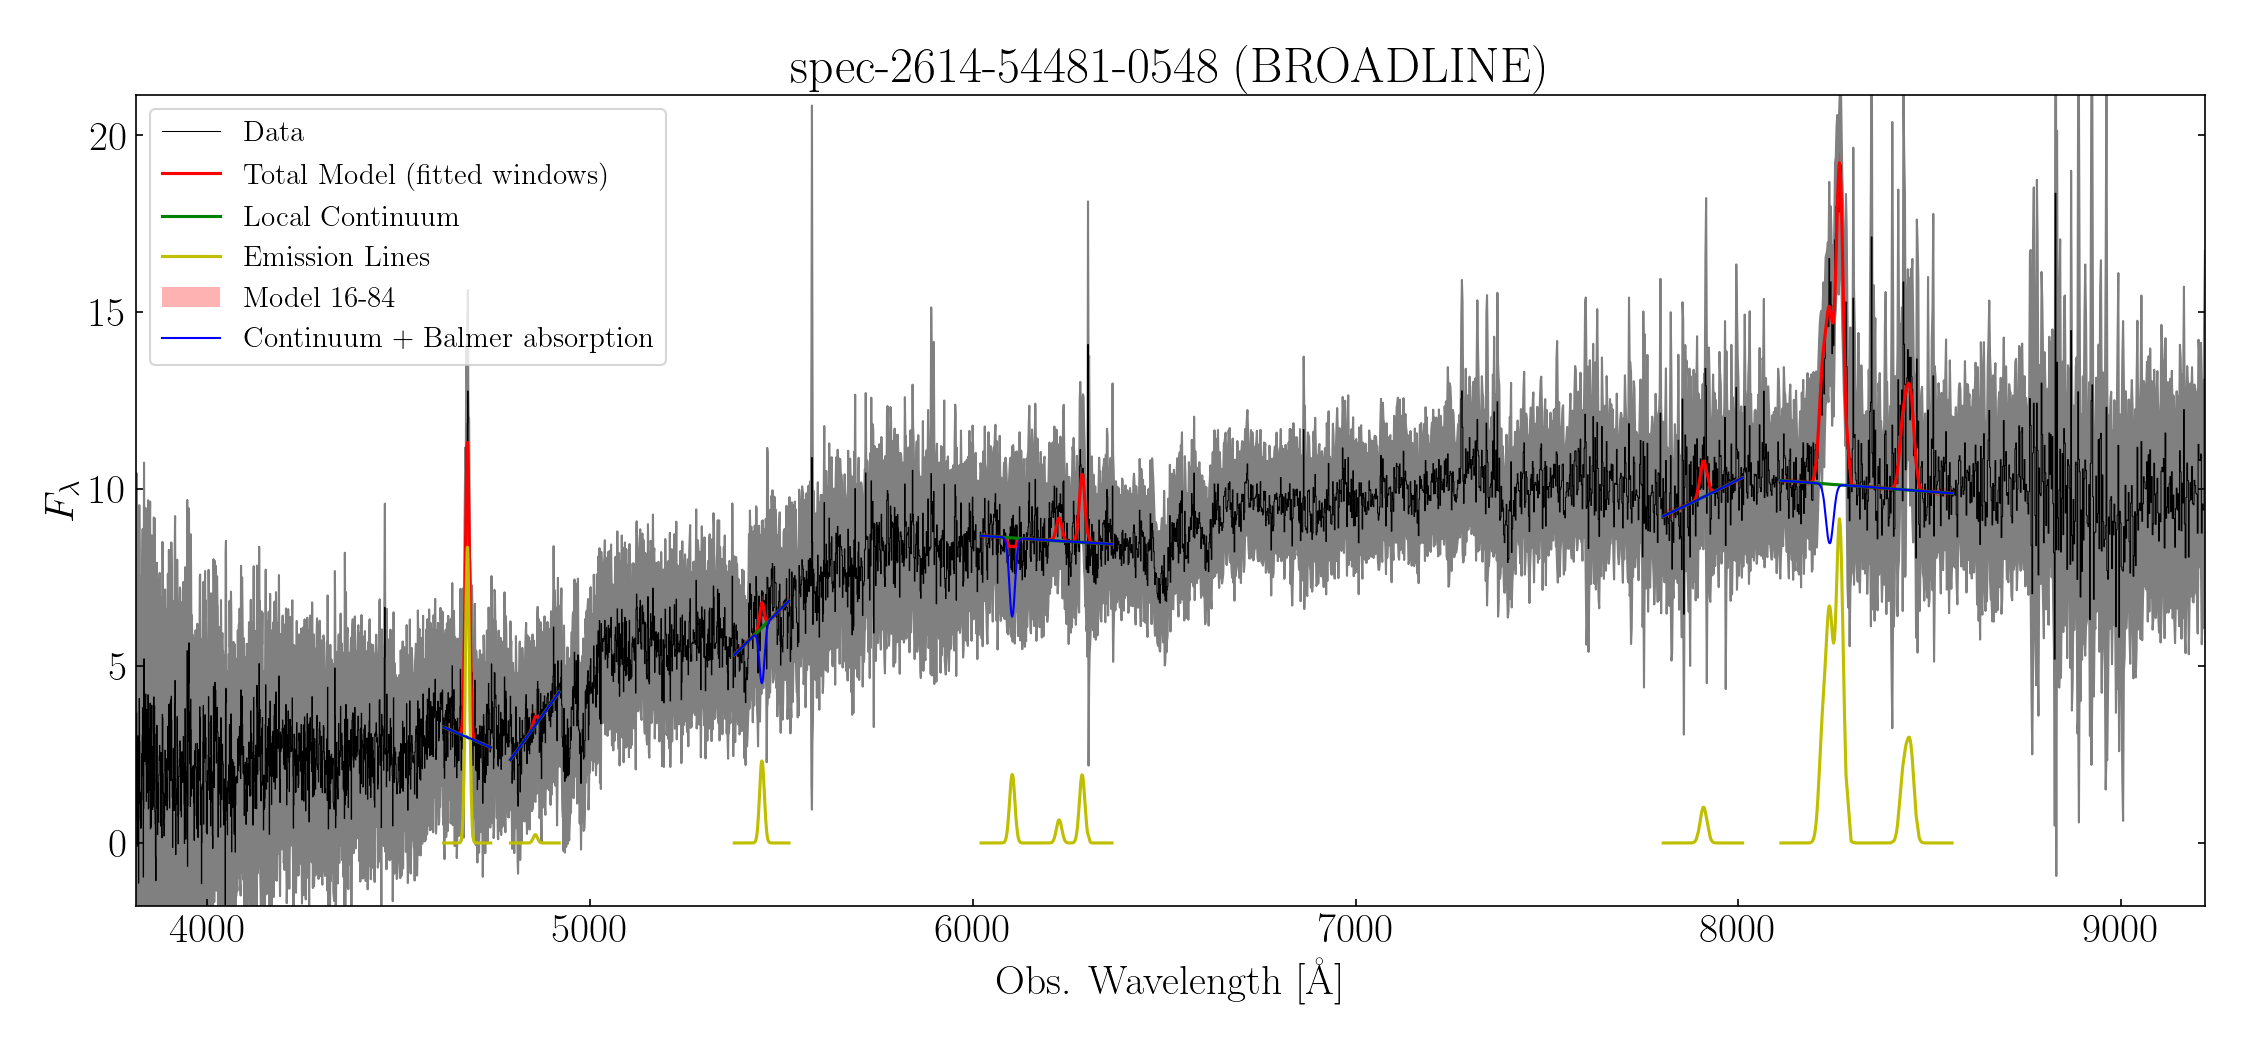 spec-2614-54481-0548 (BROADLINE)
Data
Total Model (fitted windows)
Local Continuum
Emission Lines
Model 16-84
Continuum + Balmer absorption
20
15
10
5
0
F_λ
4000 5000 6000 7000 8000 9000
Obs. Wavelength [Å]